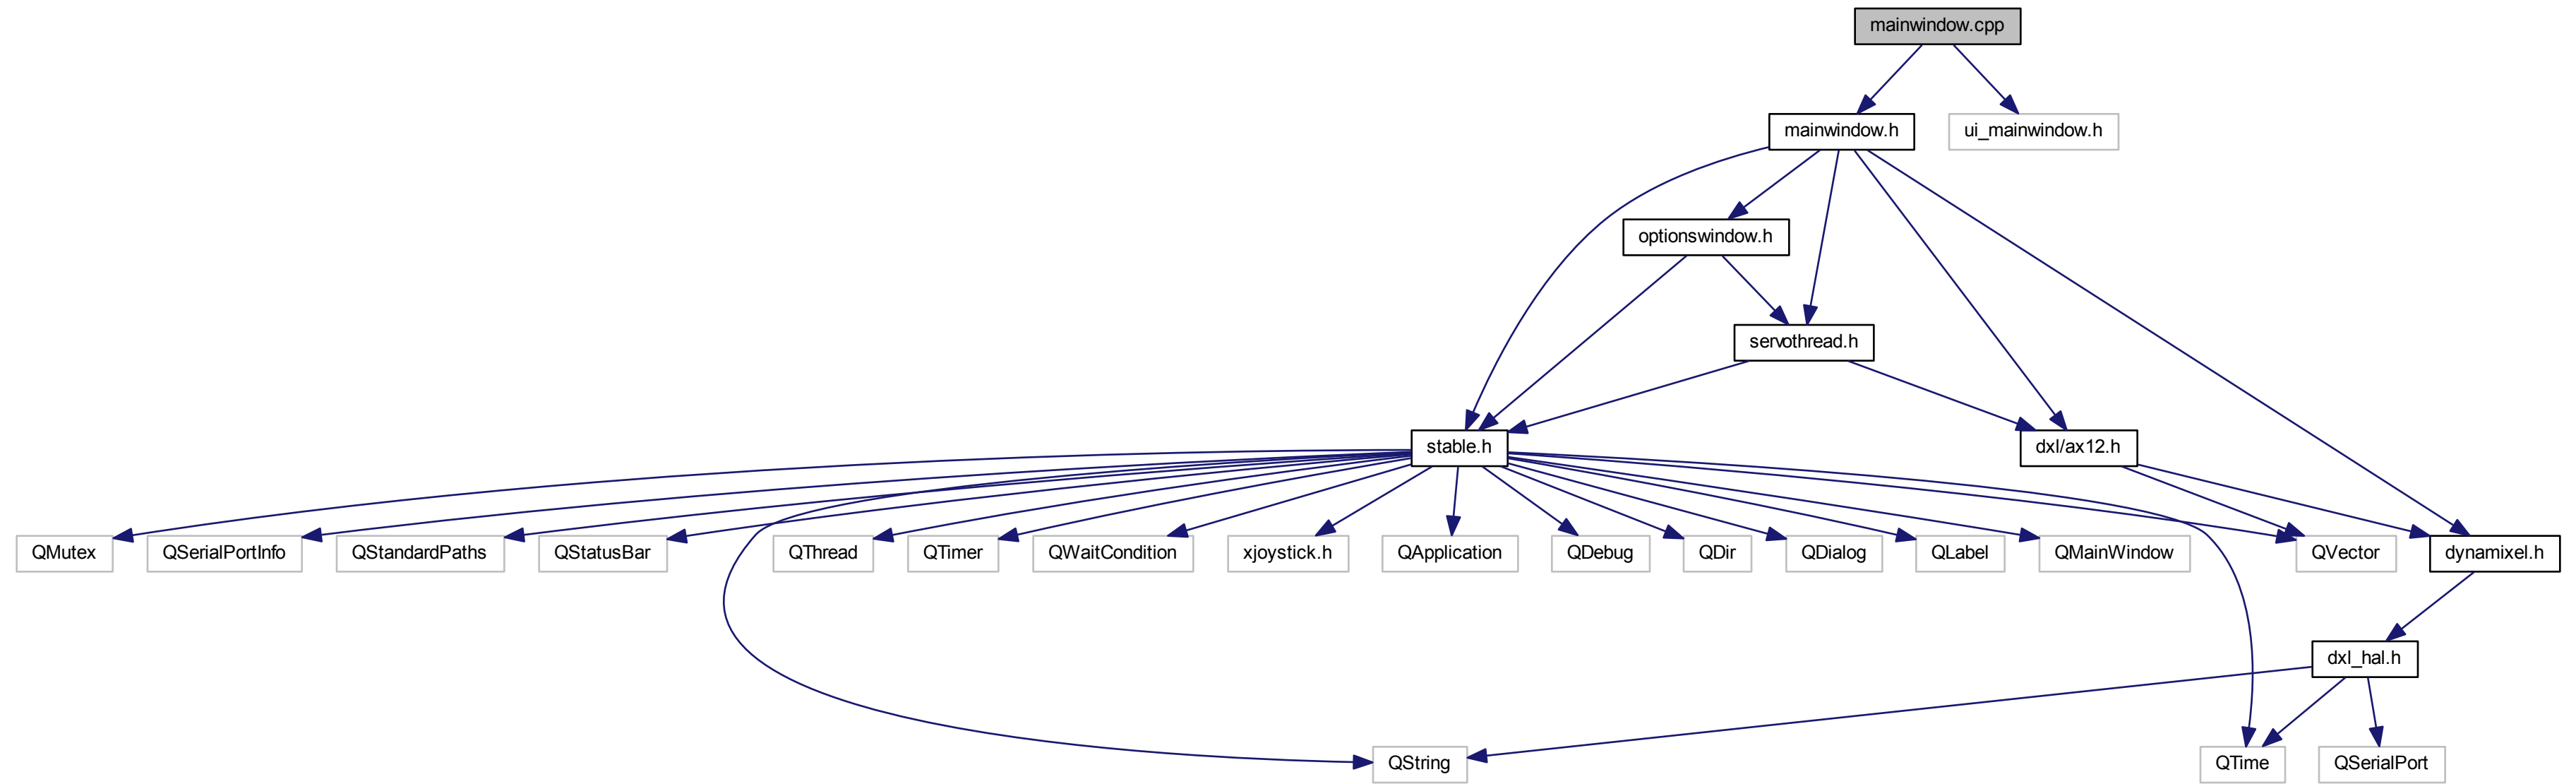 mainwindow.cpp
mainwindow.h
ui_mainwindow.h
optionswindow.h
servothread.h
stable.h
dxl/ax12.h
QMutex
QSerialPortInfo
QStandardPaths
QStatusBar
QThread
QTimer
QWaitCondition
xjoystick.h
QApplication
QDebug
QDir
QDialog
QLabel
QMainWindow
QVector
dynamixel.h
dxl_hal.h
QString
QTime
QSerialPort